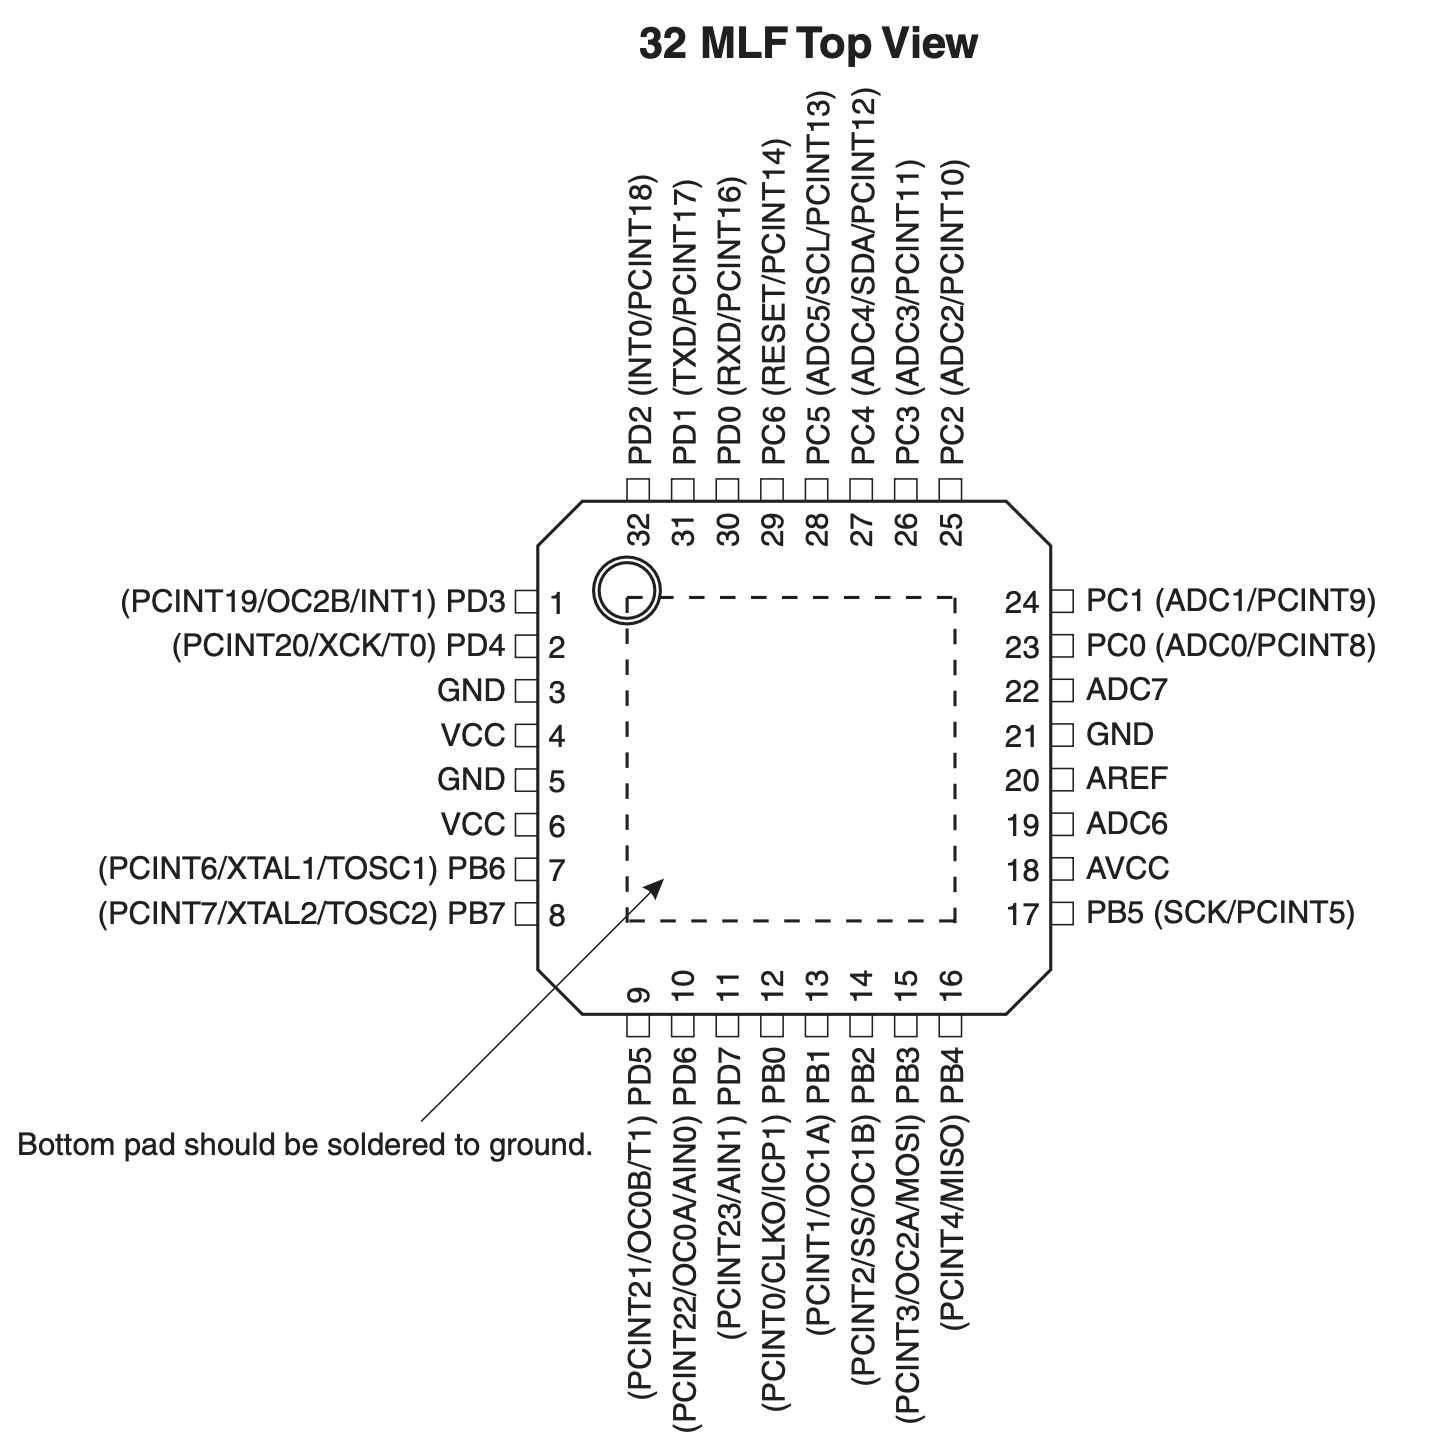 32 MLF Top View
PD2 (INT0/PCINT18)
PD1 (TXD/PCINT17)
PD0 (RXD/PCINT16)
PC6 (RESET/PCINT14)
PC5 (ADC5/SCL/PCINT13)
PC4 (ADC4/SDA/PCINT12)
PC3 (ADC3/PCINT11)
PC2 (ADC2/PCINT10)
32
31
30
29
28
27
26
25
(PCINT19/OC2B/INT1) PD3 1
(PCINT20/XCK/T0) PD4 2
GND 3
VCC 4
GND 5
VCC 6
(PCINT6/XTAL1/TOSC1) PB6 7
(PCINT7/XTAL2/TOSC2) PB7 8
24 PC1 (ADC1/PCINT9)
23 PC0 (ADC0/PCINT8)
22 ADC7
21 GND
20 AREF
19 ADC6
18 AVCC
17 PB5 (SCK/PCINT5)
9
10
11
12
13
14
15
16
(PCINT21/OC0B/T1) PD5
(PCINT22/OC0A/AIN0) PD6
(PCINT23/AIN1) PD7
(PCINT0/CLKO/ICP1) PB0
(PCINT1/OC1A) PB1
(PCINT2/SS/OC1B) PB2
(PCINT3/OC2A/MOSI) PB3
(PCINT4/MISO) PB4
Bottom pad should be soldered to ground.